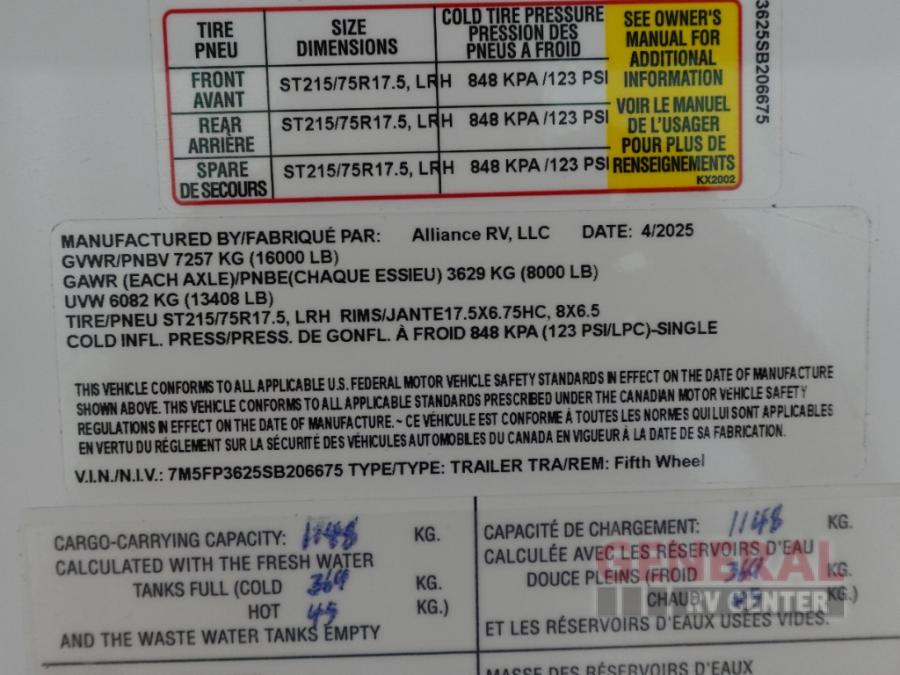 TIRE SIZE COLD TIRE PRESSURE SEE OWNER'S
PNEU DIMENSIONS PRESSION DES MANUAL FOR
PNEUS A FROID ADDITIONAL
FRONT ST215/75R17.5, LRH 848 KPA /123 PSI INFORMATION
AVANT
REAR ST215/75R17.5, LRH 848 KPA /123 PSI VOIR LE MANUEL
ARRIÈRE DE L'USAGER
SPARE ST215/75R17.5, LRH 848 KPA /123 PSI POUR PLUS DE
DE SECOURS RENSEIGNEMENTS
KX2002
3625SB206675
MANUFACTURED BY/FABRIQUÉ PAR: Alliance RV, LLC DATE: 4/2025
GVWR/PNBV 7257 KG (16000 LB)
GAWR (EACH AXLE)/PNBE(CHAQUE ESSIEU) 3629 KG (8000 LB)
UVW 6082 KG (13408 LB)
TIRE/PNEU ST215/75R17.5, LRH RIMS/JANTE17.5X6.75HC, 8X6.5
COLD INFL. PRESS/PRESS. DE GONFL. À FROID 848 KPA (123 PSI/LPC)-SINGLE
THIS VEHICLE CONFORMS TO ALL APPLICABLE U.S. FEDERAL MOTOR VEHICLE SAFETY STANDARDS IN EFFECT ON THE DATE OF MANUFACTURE
SHOWN ABOVE. THIS VEHICLE CONFORMS TO ALL APPLICABLE STANDARDS PRESCRIBED UNDER THE CANADIAN MOTOR VEHICLE SAFETY
REGULATIONS IN EFFECT ON THE DATE OF MANUFACTURE. ~ CE VÉHICULE EST CONFORME À TOUTES LES NORMES QUI LUI SONT APPLICABLES
EN VERTU DU RÉGLEMENT SUR LA SÉCURITÉ DES VÉHICULES AUTOMOBILES DU CANADA EN VIGUEUR À LA DATE DE SA FABRICATION.
V.I.N./N.I.V.: 7M5FP3625SB206675 TYPE/TYPE: TRAILER TRA/REM: Fifth Wheel
CARGO-CARRYING CAPACITY: 1148 KG.
CALCULATED WITH THE FRESH WATER
TANKS FULL (COLD 369 KG.
HOT 45 KG.)
AND THE WASTE WATER TANKS EMPTY
CAPACITÉ DE CHARGEMENT: 1148 KG.
CALCULÉE AVEC LES RÉSERVOIRS D'EAU
DOUCE PLEINS (FROID 369 KG.
CHAUD 45 KG.)
ET LES RÉSERVOIRS D'EAUX USÉES VIDES.
MASSE DES RÉSERVOIRS D'EAUX
GENERAL
RV CENTER